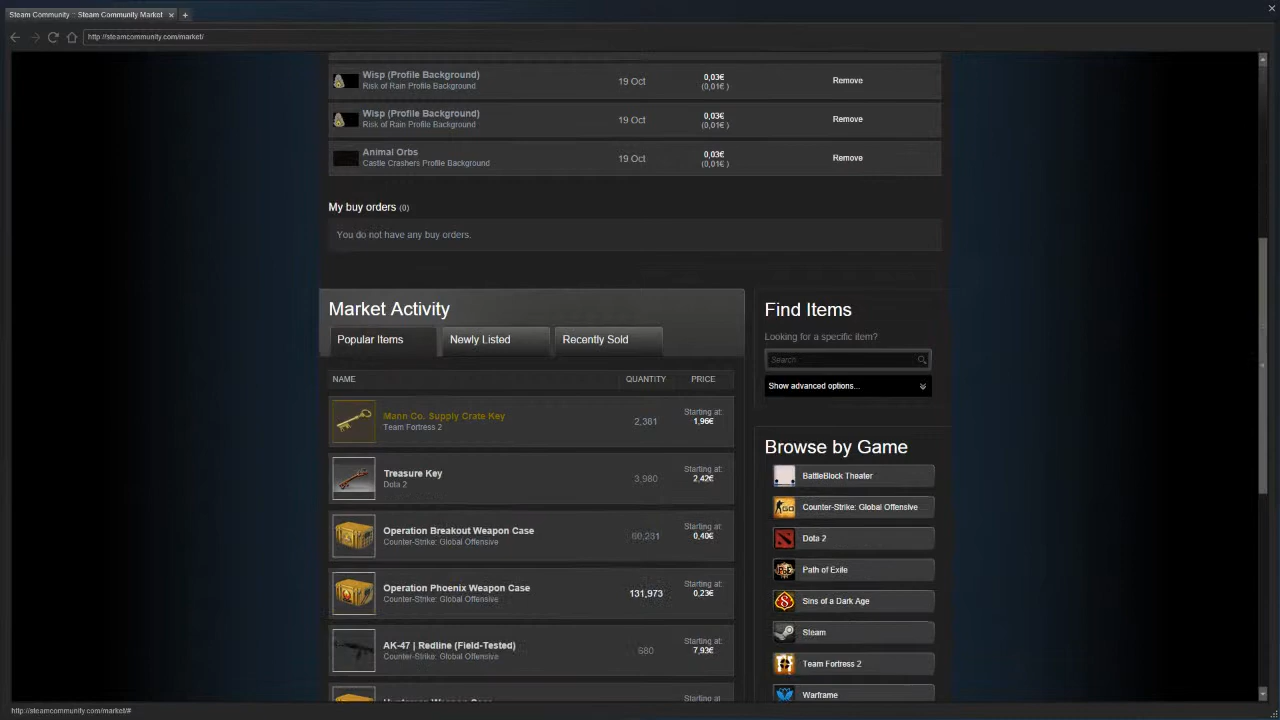 Steam Community :: Steam Community Market
http://steamcommunity.com/market/
Wisp (Profile Background)
Risk of Rain Profile Background
19 Oct
0,03€
(0,01€ )
Remove
Wisp (Profile Background)
Risk of Rain Profile Background
19 Oct
0,03€
(0,01€ )
Remove
Animal Orbs
Castle Crashers Profile Background
19 Oct
0,03€
(0,01€ )
Remove
My buy orders (0)
You do not have any buy orders.
Market Activity
Popular Items
Newly Listed
Recently Sold
NAME
QUANTITY
PRICE
Mann Co. Supply Crate Key
Team Fortress 2
2,381
Starting at:
1,96€
Treasure Key
Dota 2
3,980
Starting at:
2,42€
Operation Breakout Weapon Case
Counter-Strike: Global Offensive
Starting at:
0,40€
Operation Phoenix Weapon Case
Counter-Strike: Global Offensive
131,973
Starting at:
0,23€
AK-47 | Redline (Field-Tested)
Counter-Strike: Global Offensive
680
Starting at:
7,93€
Starting at:
Find Items
Looking for a specific item?
Search
Show advanced options...
Browse by Game
BattleBlock Theater
Counter-Strike: Global Offensive
Dota 2
Path of Exile
Sins of a Dark Age
Steam
Team Fortress 2
Warframe
http://steamcommunity.com/market/#